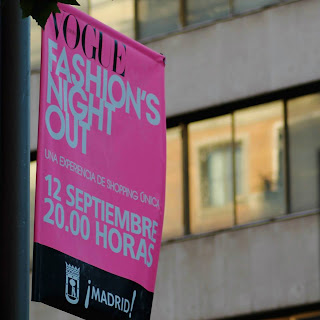 VOGUE
FASHION'S
NIGHT
OUT
UNA EXPERIENCIA DE SHOPPING ÚNICA
12 SEPTIEMBRE
20.00 HORAS
¡MADRID!